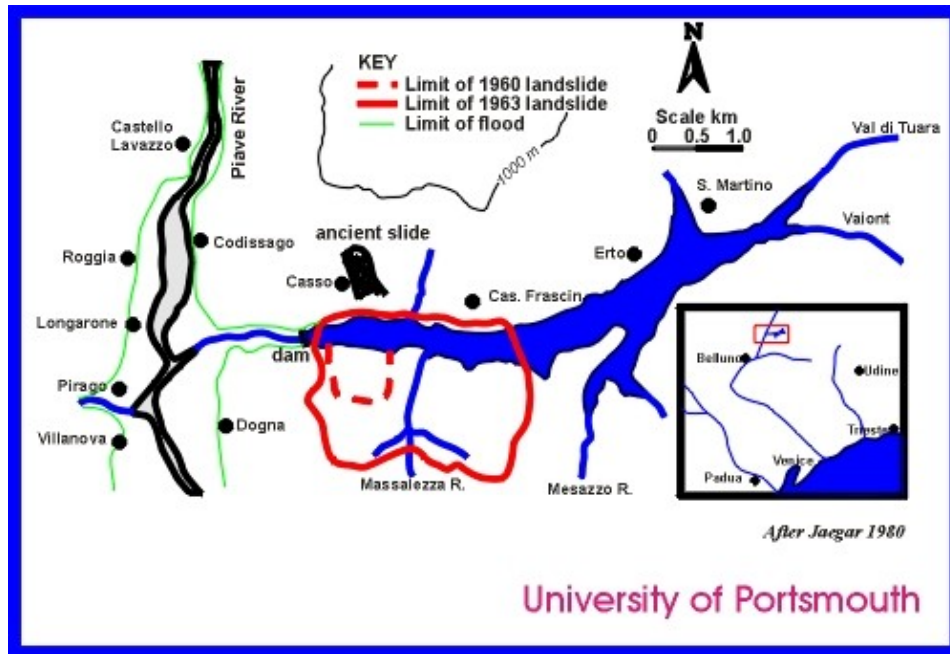 N
KEY
Limit of 1960 landslide
Limit of 1963 landslide
Limit of flood
Scale km
0 0.5 1.0
Val di Tuara
Castello
Lavazzo
Piave River
1000 m
S. Martino
Vaiont
ancient slide
Codissago
Roggia
Casso
Erto
Cas. Frascin
Longarone
dam
Belluno
Udine
Pirago
Dogna
Villanova
Trieste
Venice
Massalezza R.
Mesazzo R.
Padua
After Jaegar 1980
University of Portsmouth